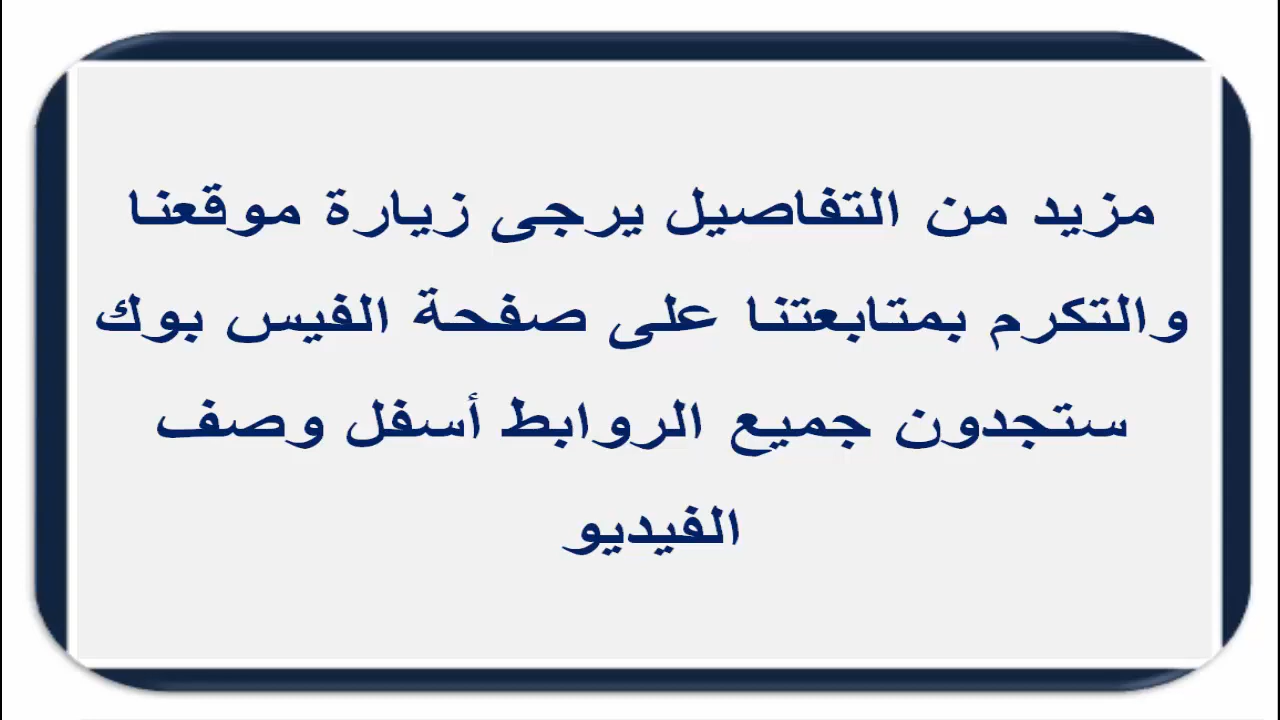 مزيد من التفاصيل يرجى زيارة موقعنا
والتكرم بمتابعتنا على صفحة الفيس بوك
ستجدون جميع الروابط أسفل وصف
الفيديو